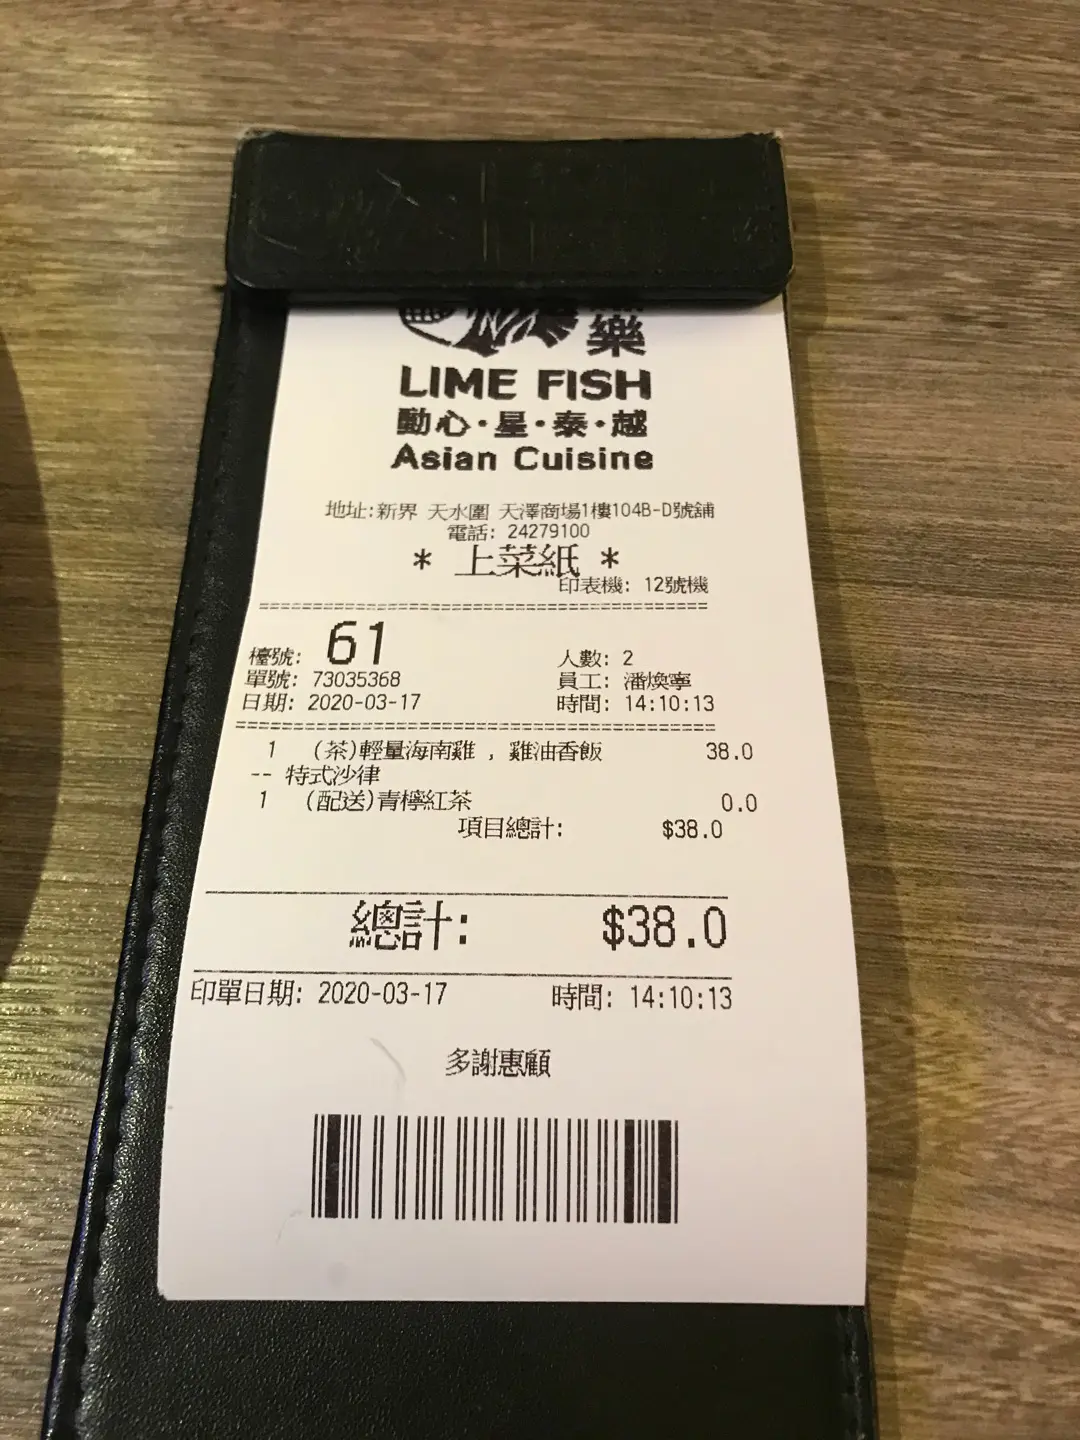 樂
LIME FISH
動心·星·泰·越
Asian Cuisine
地址:新界 天水圍 天澤商場1樓104B-D號舖
電話: 24279100
* 上菜紙 *
印表機: 12號機
檯號: 61 人數: 2
單號: 73035368 員工: 潘煥寧
日期: 2020-03-17 時間: 14:10:13
1 (茶)輕量海南雞 , 雞油香飯 38.0
-- 特式沙律
1 (配送)青檸紅茶 0.0
項目總計: $38.0
總計: $38.0
印單日期: 2020-03-17 時間: 14:10:13
多謝惠顧